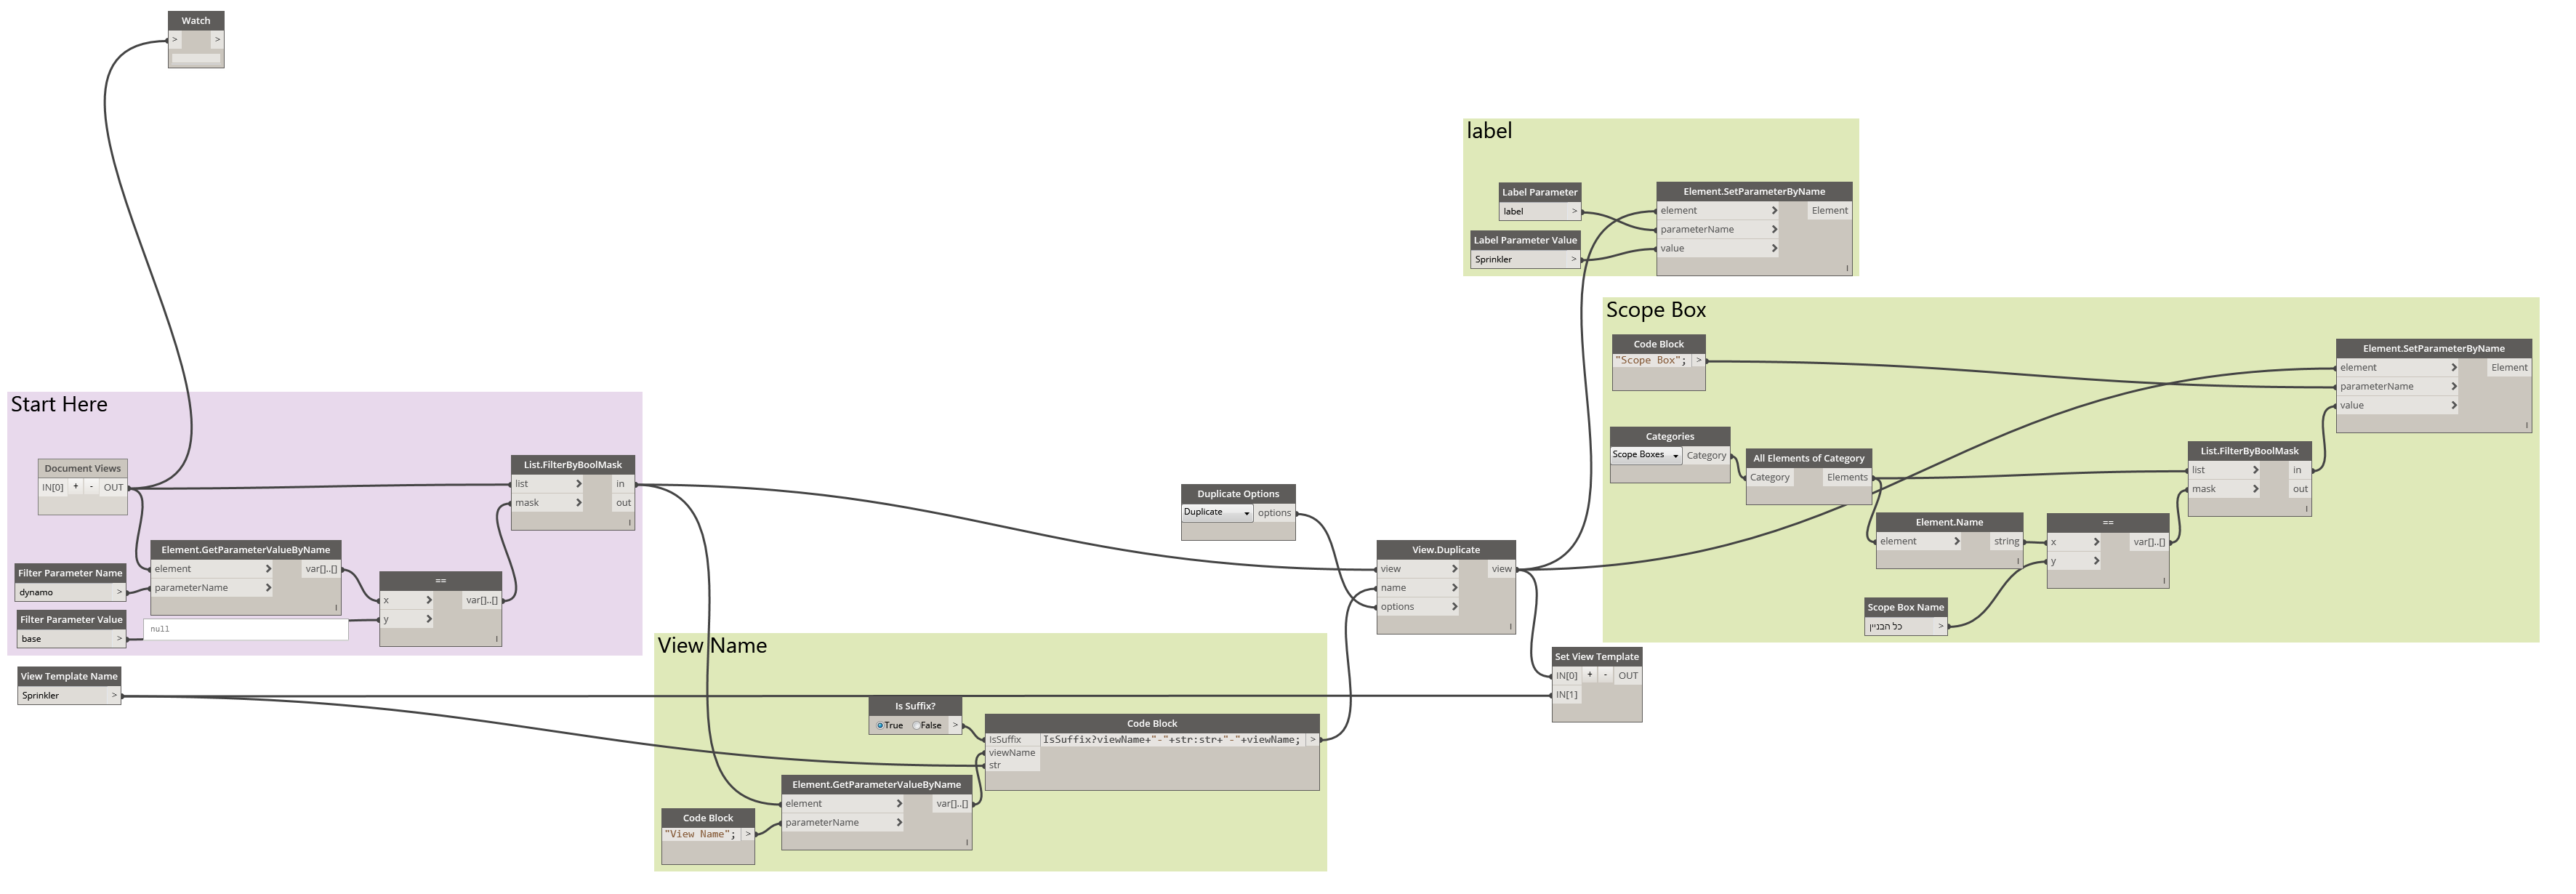 Watch
> >
label
Label Parameter
label >
Label Parameter Value
Sprinkler >
Element.SetParameterByName
element > Element
parameterName >
value >
Scope Box
Code Block
"Scope Box"; >
Element.SetParameterByName
element > Element
parameterName >
value >
Categories
Scope Boxes Category
All Elements of Category
Category Elements
List.FilterByBoolMask
list > in
mask > out
Element.Name
element > string
==
x > var[]..[]
y >
Scope Box Name
כל הבניין >
Start Here
Document Views
IN[0] + - OUT
List.FilterByBoolMask
list > in
mask > out
Element.GetParameterValueByName
element > var[]..[]
parameterName >
Filter Parameter Name
dynamo >
Filter Parameter Value
base >
null
==
x > var[]..[]
y >
Duplicate Options
Duplicate options
View.Duplicate
view > view
name >
options >
View Template Name
Sprinkler >
Set View Template
IN[0] + - OUT
IN[1]
View Name
Is Suffix?
True False >
Code Block
IsSuffix IsSuffix?viewName+"-"+str:str+"-"+viewName; >
viewName
str
Element.GetParameterValueByName
element > var[]..[]
parameterName >
Code Block
"View Name"; >